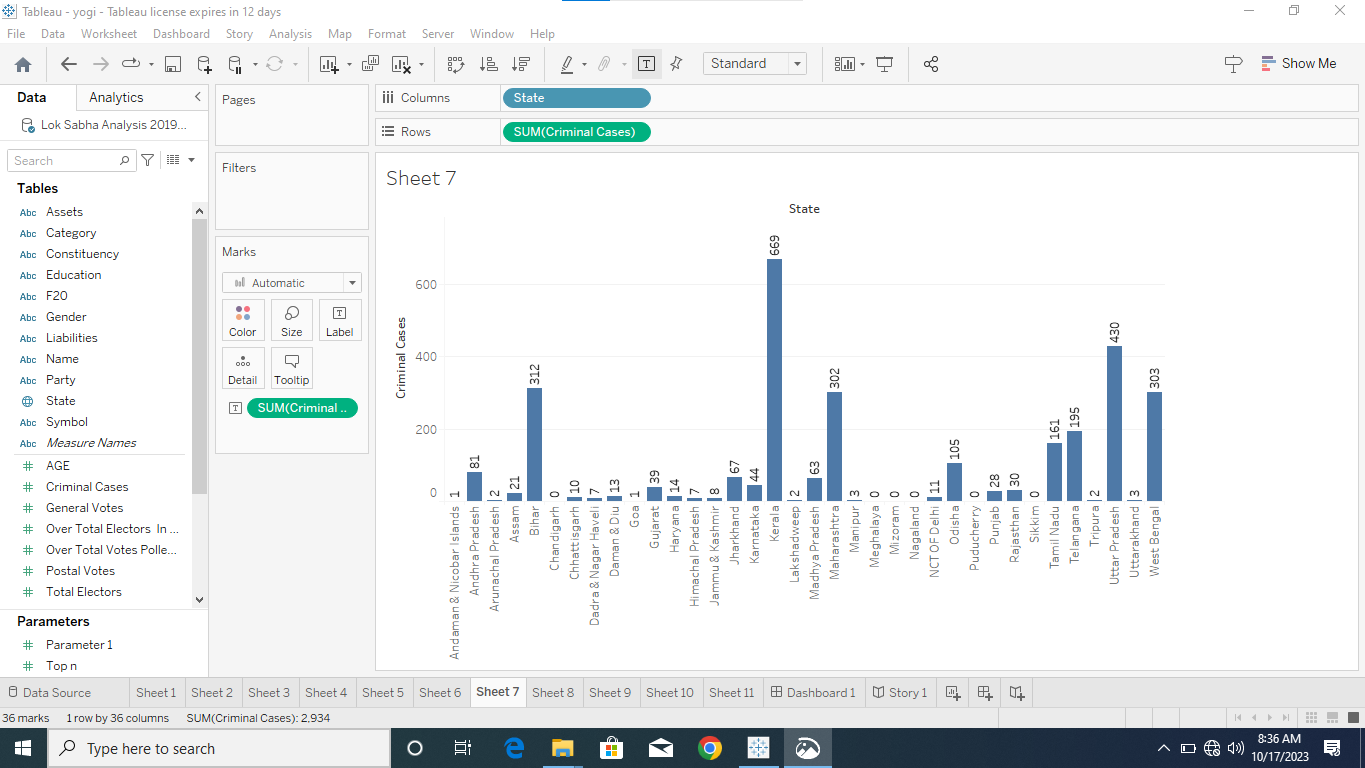 Tableau - yogi - Tableau license expires in 12 days
File Data Worksheet Dashboard Story Analysis Map Format Server Window Help
Standard
Show Me
Data Analytics
Lok Sabha Analysis 2019...
Search
Tables
Abc Assets
Abc Category
Abc Constituency
Abc Education
Abc F20
Abc Gender
Abc Liabilities
Abc Name
Abc Party
State
Abc Symbol
Abc Measure Names
# AGE
# Criminal Cases
# General Votes
# Over Total Electors In ...
# Over Total Votes Polle...
# Postal Votes
# Total Electors
Parameters
# Parameter 1
# Top n
Pages
Filters
Marks
Automatic
Color Size Label
Detail Tooltip
SUM(Criminal ..
Columns State
Rows SUM(Criminal Cases)
Sheet 7
State
Criminal Cases
600
400
200
0
1
81
2
21
312
0
10
7
13
1
39
14
7
8
67
44
669
2
63
302
3
0
0
0
11
105
0
28
30
0
161
195
2
430
3
303
Andaman & Nicobar Islands
Andhra Pradesh
Arunachal Pradesh
Assam
Bihar
Chandigarh
Chhattisgarh
Dadra & Nagar Haveli
Daman & Diu
Goa
Gujarat
Haryana
Himachal Pradesh
Jammu & Kashmir
Jharkhand
Karnataka
Kerala
Lakshadweep
Madhya Pradesh
Maharashtra
Manipur
Meghalaya
Mizoram
Nagaland
NCT OF Delhi
Odisha
Puducherry
Punjab
Rajasthan
Sikkim
Tamil Nadu
Telangana
Tripura
Uttar Pradesh
Uttarakhand
West Bengal
Data Source Sheet 1 Sheet 2 Sheet 3 Sheet 4 Sheet 5 Sheet 6 Sheet 7 Sheet 8 Sheet 9 Sheet 10 Sheet 11 Dashboard 1 Story 1
36 marks 1 row by 36 columns SUM(Criminal Cases): 2,934
Type here to search
8:36 AM
10/17/2023